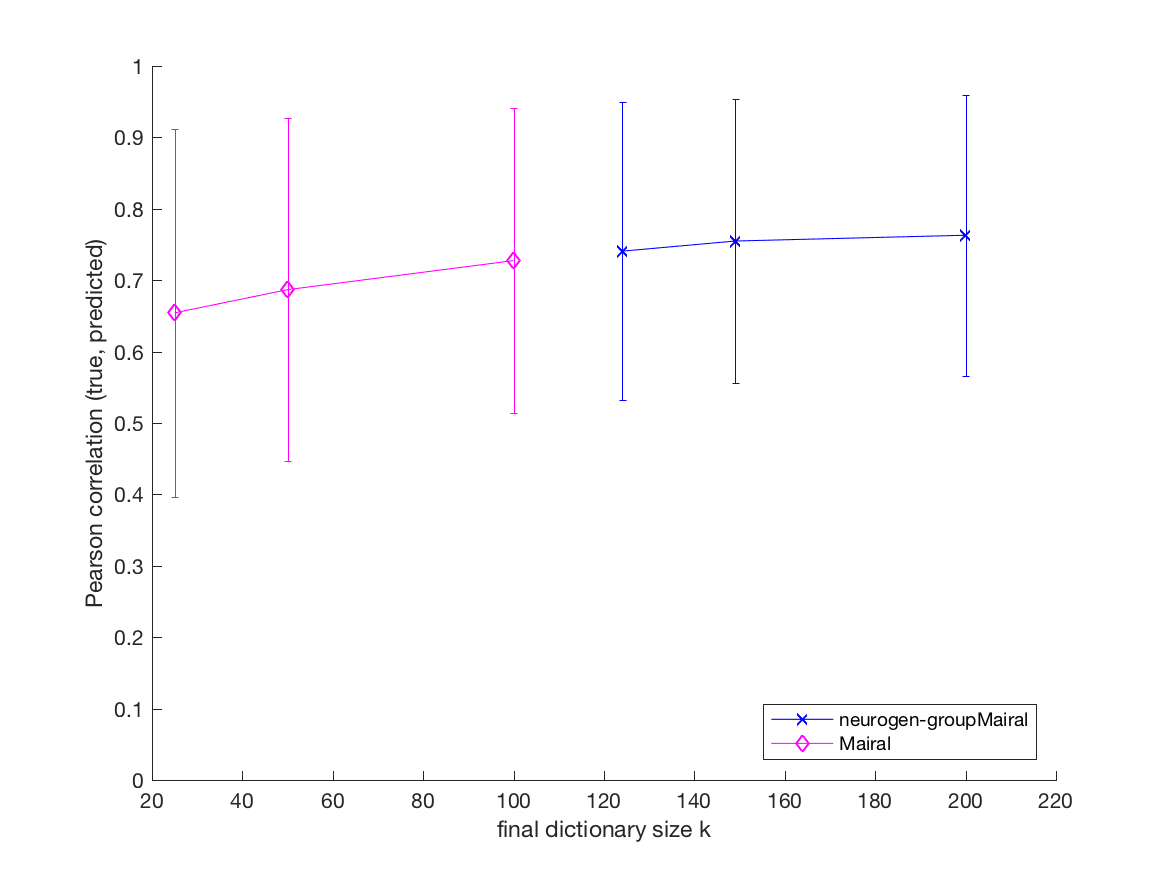 1
0.9
0.8
0.7
0.6
0.5
0.4
0.3
0.2
0.1
0
Pearson correlation (true, predicted)
20 40 60 80 100 120 140 160 180 200 220
final dictionary size k
neurogen-groupMairal
Mairal